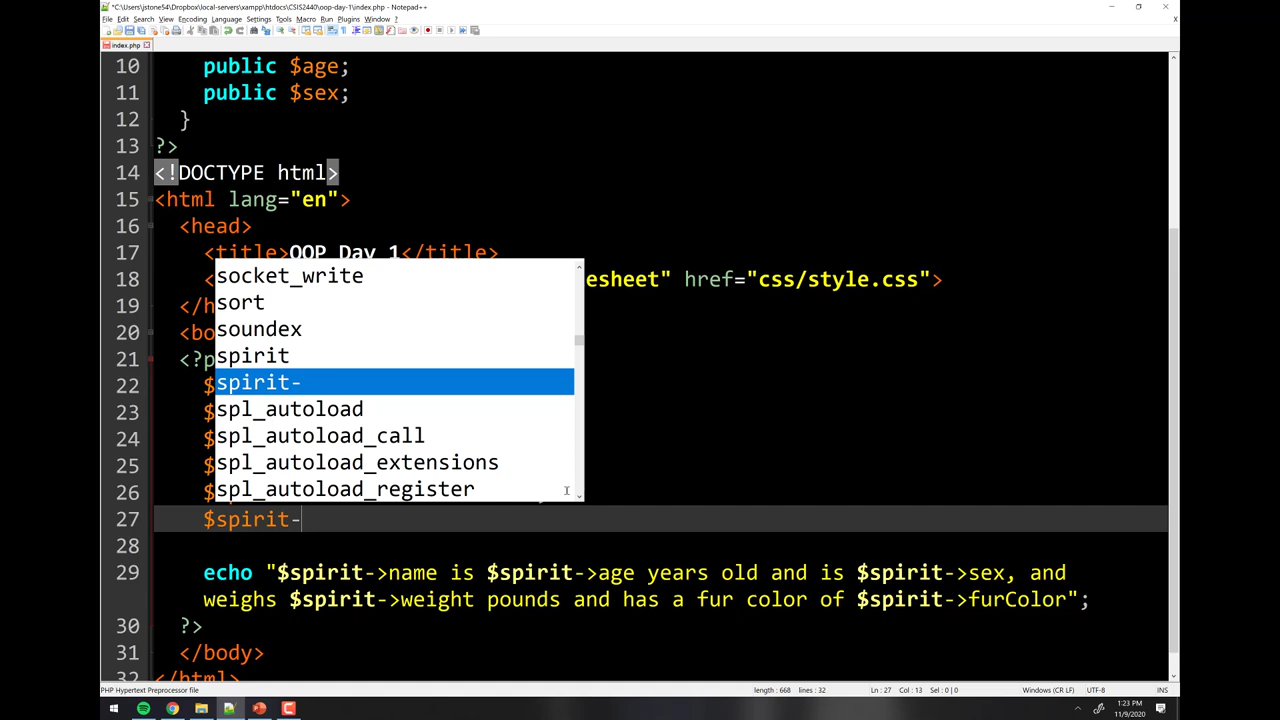 *C:\Users\jstone54\Dropbox\local-servers\xampp\htdocs\CSIS2440\oop-day-1\index.php - Notepad++
File Edit Search View Encoding Language Settings Tools Macro Run Plugins Window ?
X
index.php
10 public $age;
11 public $sex;
12 }
13 ?>
14 <!DOCTYPE html>
15 <html lang="en">
16 <head>
17 <title>OOP Day 1</title>
18 < esheet" href="css/style.css">
19 </h
20 <bo
21 <?p
22 $
23 $
24 $
25 $
26 $
socket_write
sort
soundex
spirit
spirit-
spl_autoload
spl_autoload_call
spl_autoload_extensions
spl_autoload_register
27 $spirit-
28
29 echo "$spirit->name is $spirit->age years old and is $spirit->sex, and
weighs $spirit->weight pounds and has a fur color of $spirit->furColor";
30 ?>
31 </body>
32 </html>
PHP Hypertext Preprocessor file length : 668 lines : 32 Ln : 27 Col : 13 Sel : 0 | 0 Windows (CR LF) UTF-8 INS
1:23 PM
11/9/2020